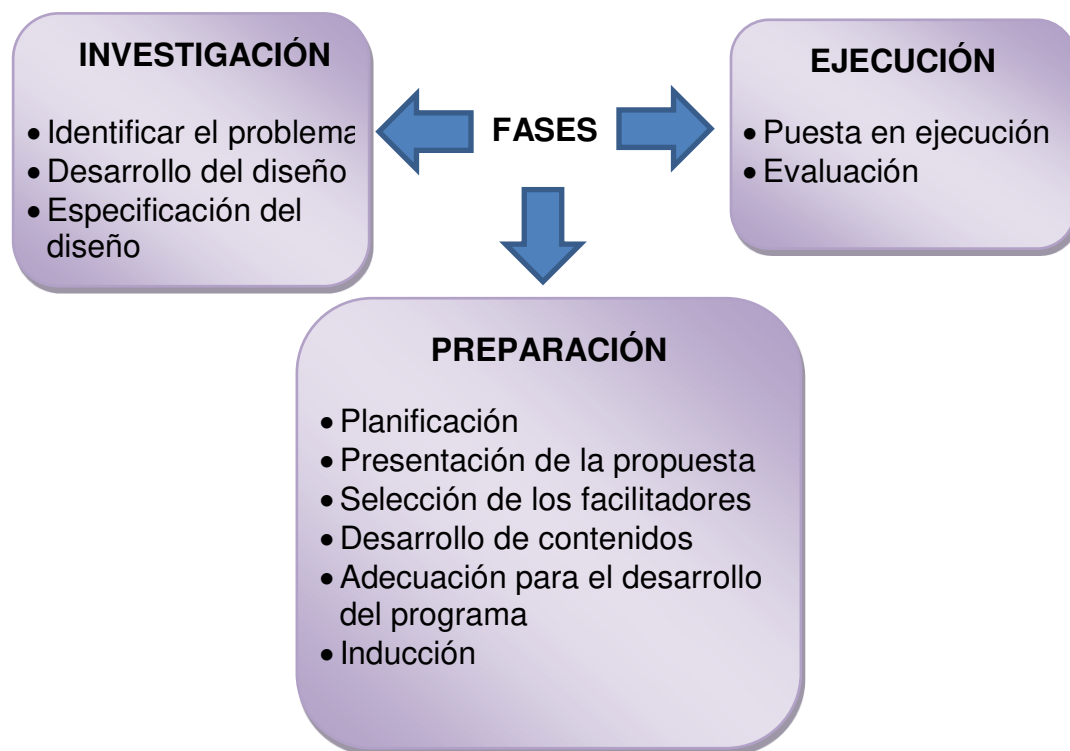 INVESTIGACIÓN
• Identificar el problema
• Desarrollo del diseño
• Especificación del
diseño
FASES
EJECUCIÓN
• Puesta en ejecución
• Evaluación
PREPARACIÓN
• Planificación
• Presentación de la propuesta
• Selección de los facilitadores
• Desarrollo de contenidos
• Adecuación para el desarrollo
del programa
• Inducción